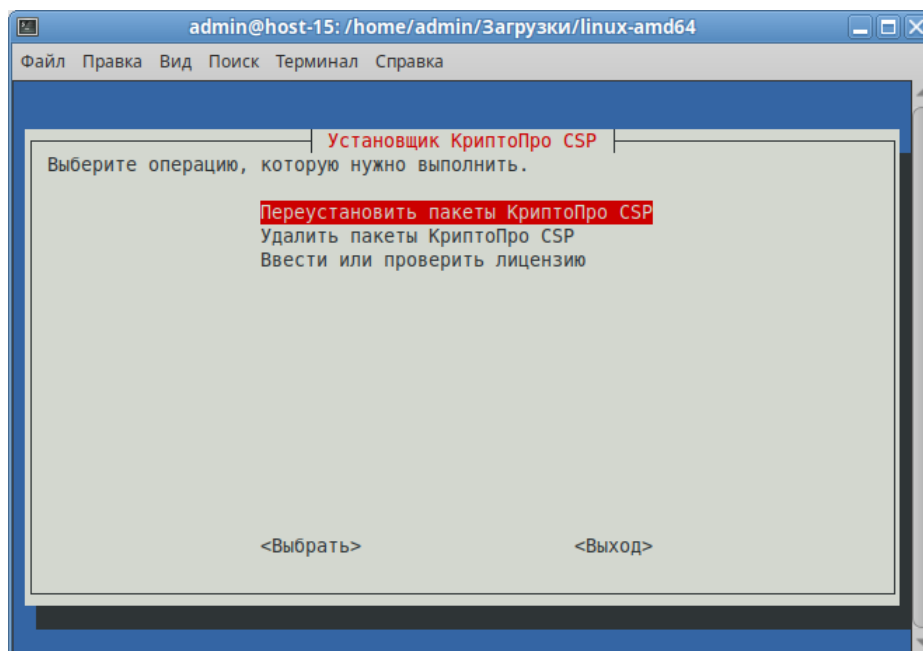 admin@host-15: /home/admin/Загрузки/linux-amd64
Файл Правка Вид Поиск Терминал Справка
Установщик КриптоПро CSP
Выберите операцию, которую нужно выполнить.
Переустановить пакеты КриптоПро CSP
Удалить пакеты КриптоПро CSP
Ввести или проверить лицензию
<Выбрать> <Выход>